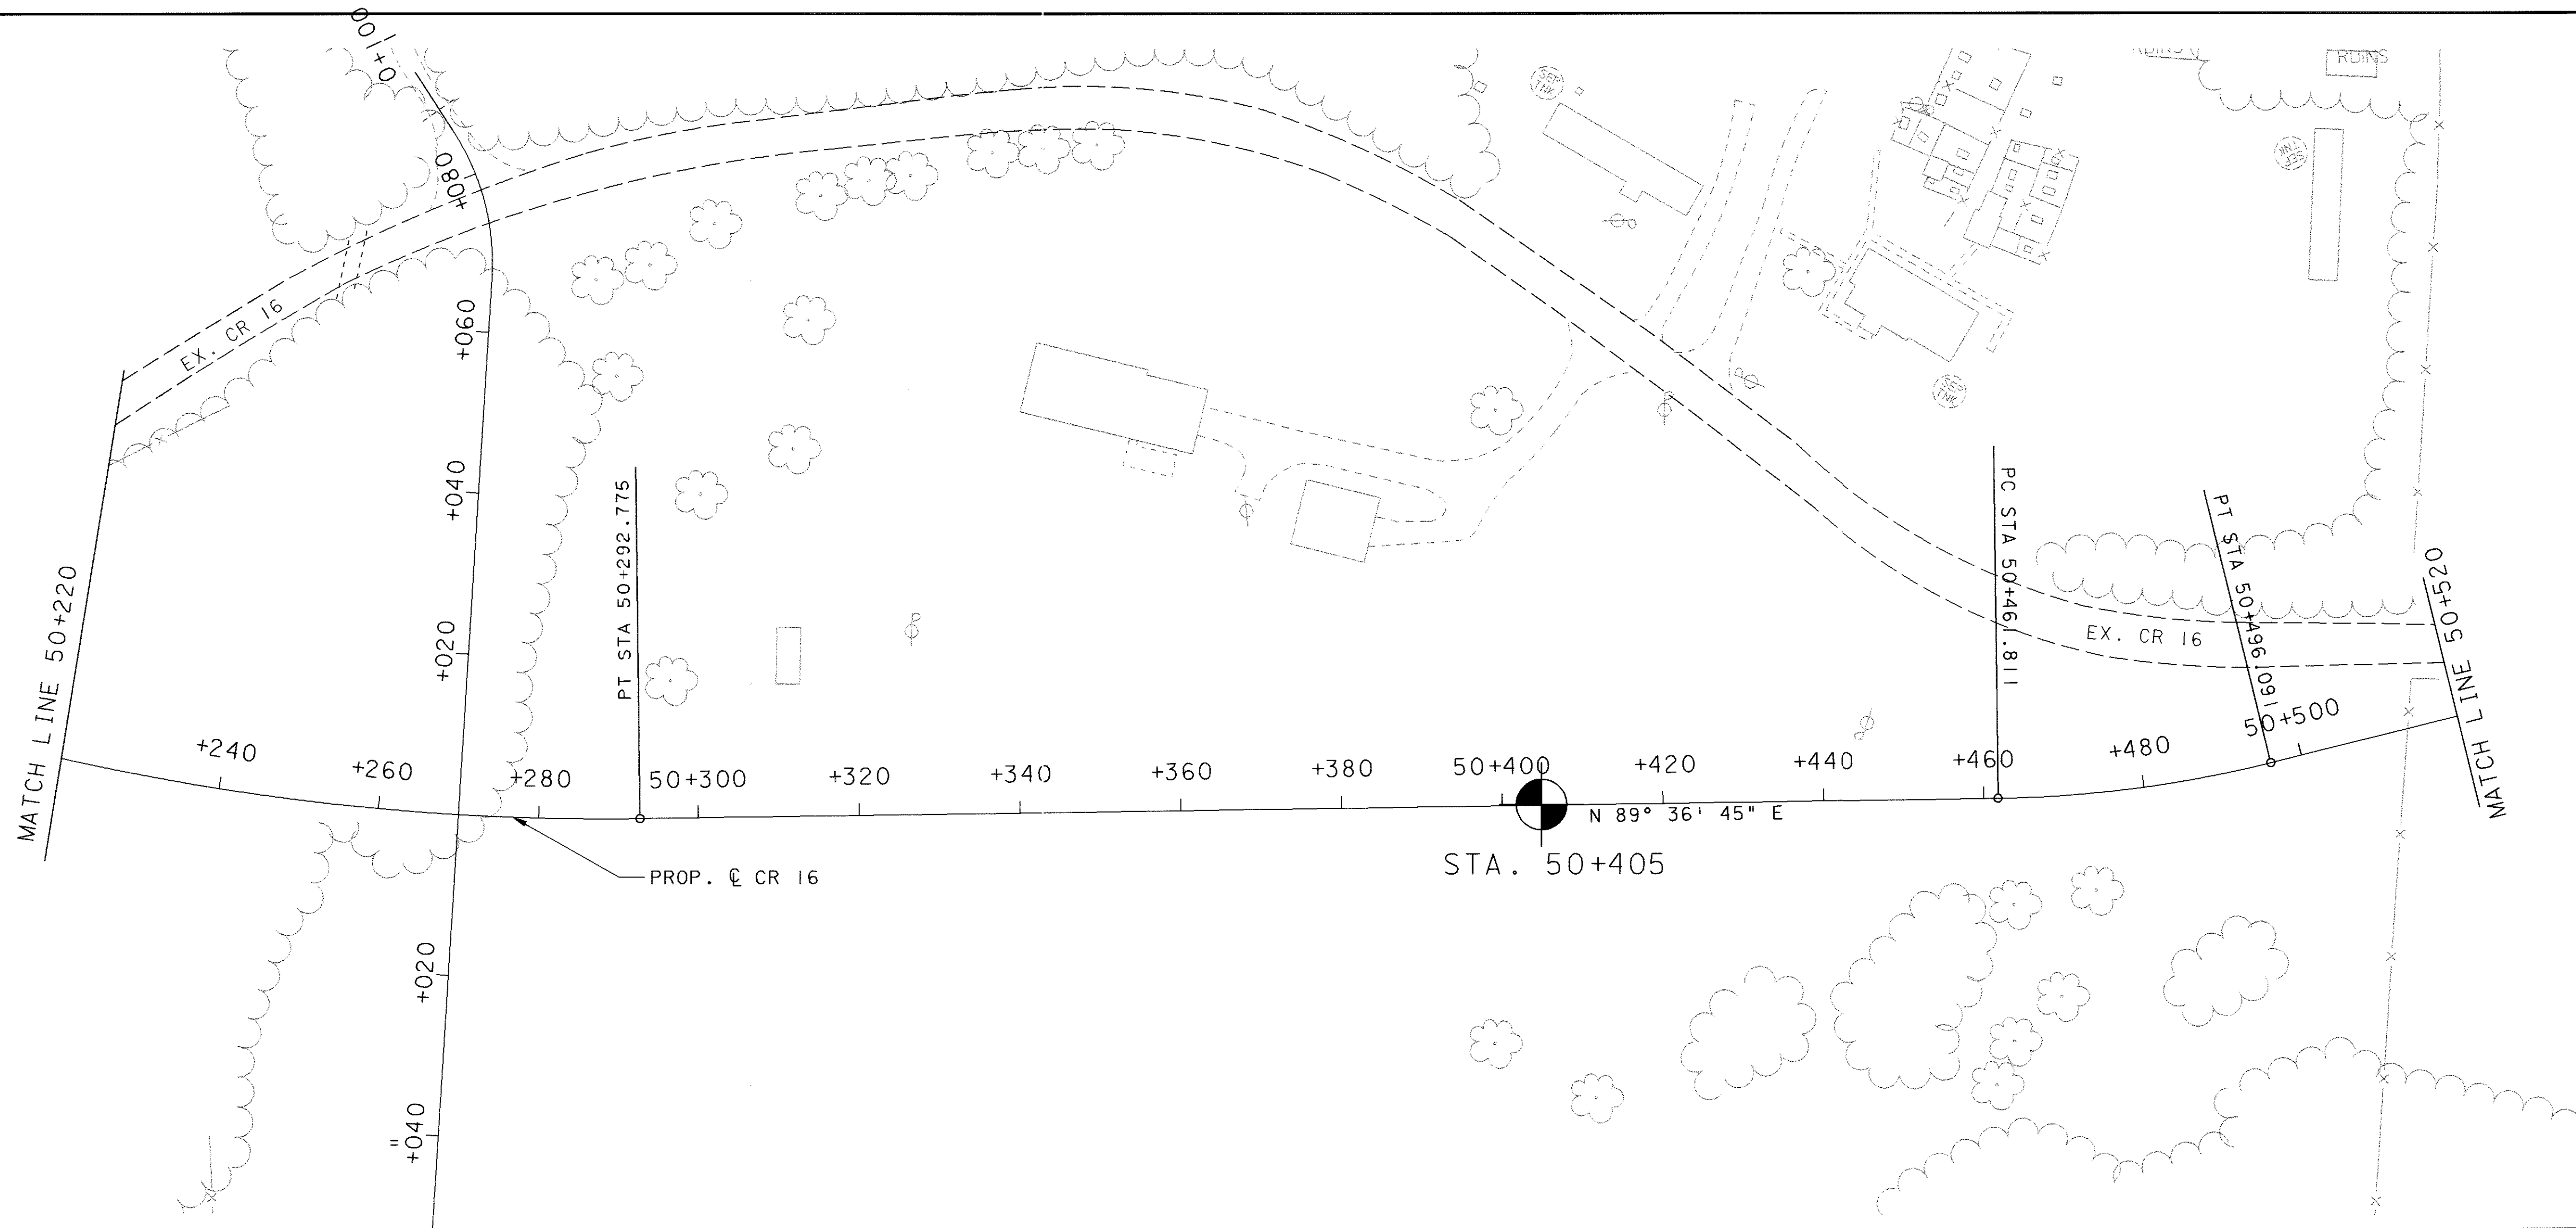 0+100
RUINS
RUINS
SEP
TNK
SEP
TNK
+080
EX. CR 16
+060
SEP
TNK
+040
PT STA 50+292.775
PC STA 50+461.811
PT STA 50+496.091
MATCH LINE 50+220
MATCH LINE 50+520
+020
EX. CR 16
+240
+260
+280
50+300
+320
+340
+360
+380
50+400
+420
+440
+460
+480
50+500
N 89° 36' 45" E
STA. 50+405
PROP. ℄ CR 16
+020
=
+040